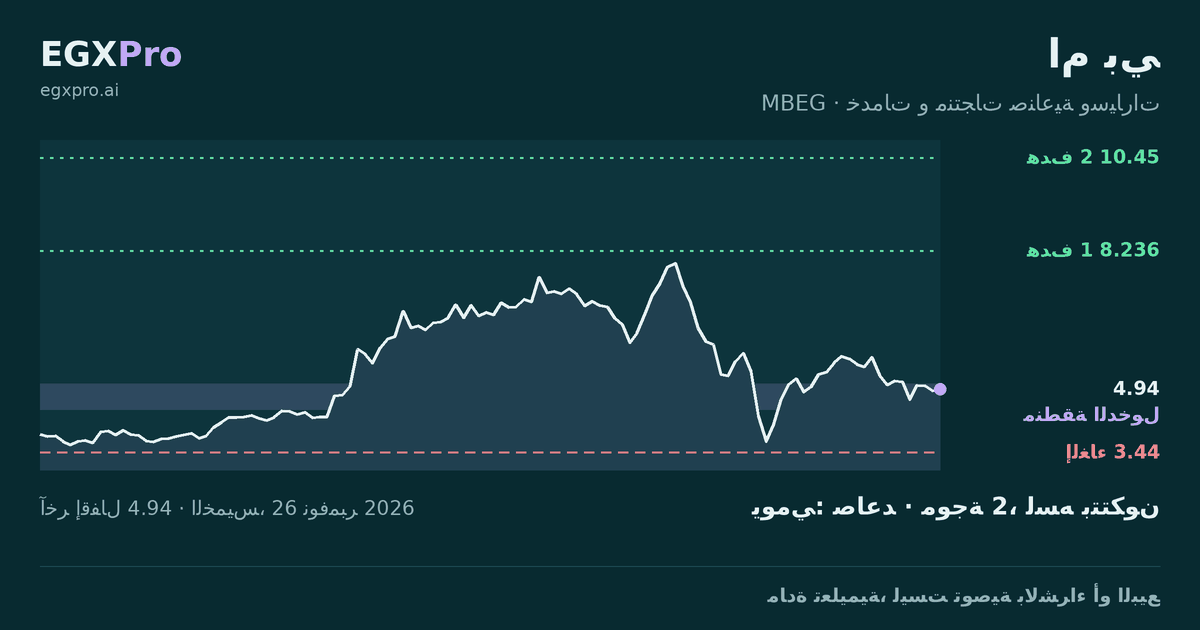 EGXPro
egxpro.ai
ام بي
MBEG · خدمات و منتجات صناعية وسيارات
هدف 2 10.45
هدف 1 8.236
4.94
منطقة الدخول
إلغاء 3.44
يومي: صاعد · موجة 2، لسه بتتكون
آخر إقفال 4.94 · الخميس، 26 نوفمبر 2026
مادة تعليمية، ليست توصية بالشراء أو البيع